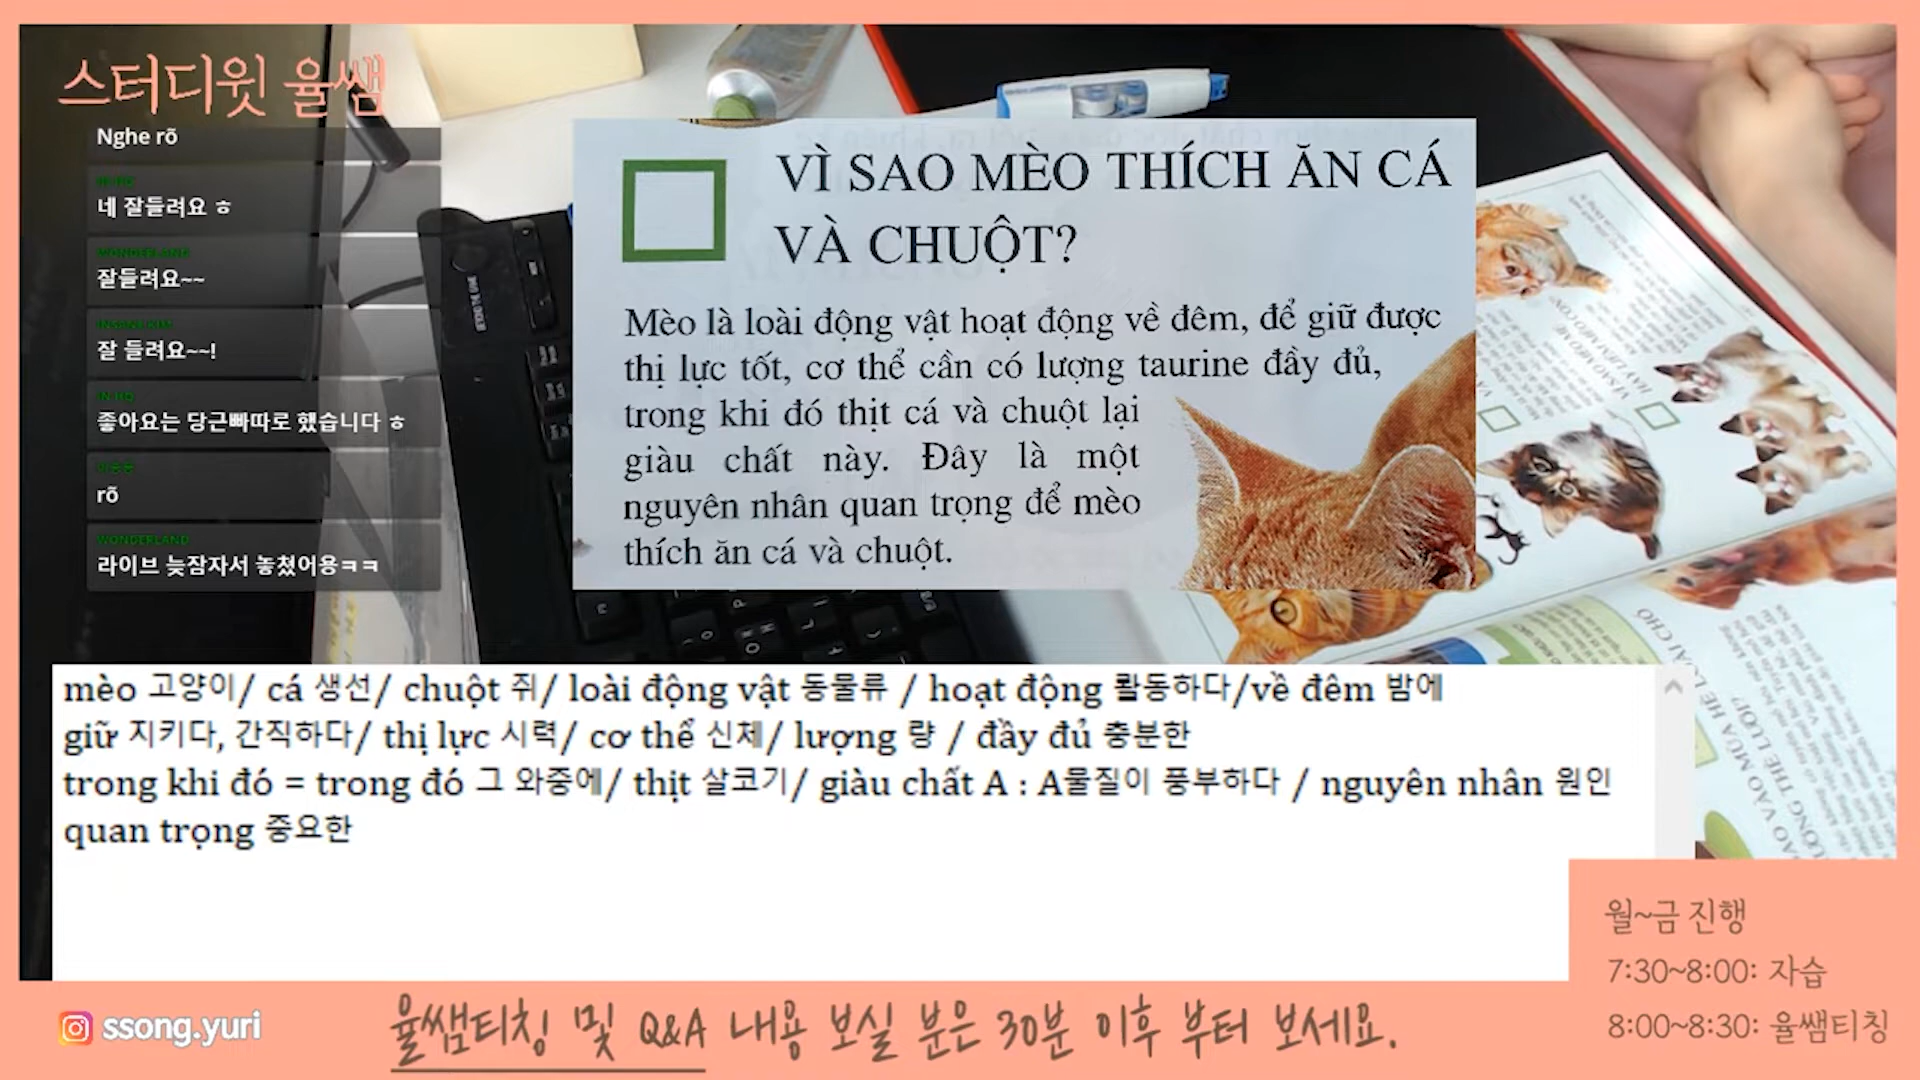 스터디윗 율쌤
Nghe rõ
IN HO
네 잘들려요 ㅎ
WONDERLAND
잘들려요~~
INSANE KIM
잘 들려요~~!
IN HO
좋아요는 당근빠따로 했습니다 ㅎ
rõ
WONDERLAND
라이브 늦잠자서 놓쳤어용ㅋㅋ
VÌ SAO MÈO THÍCH ĂN CÁ
VÀ CHUỘT?
Mèo là loài động vật hoạt động về đêm, để giữ được
thị lực tốt, cơ thể cần có lượng taurine đầy đủ,
trong khi đó thịt cá và chuột lại
giàu chất này. Đây là một
nguyên nhân quan trọng để mèo
thích ăn cá và chuột.
mèo 고양이/ cá 생선/ chuột 쥐/ loài động vật 동물류 / hoạt động 활동하다/về đêm 밤에
giữ 지키다, 간직하다/ thị lực 시력/ cơ thể 신체/ lượng 량 / đầy đủ 충분한
trong khi đó = trong đó 그 와중에/ thịt 살코기/ giàu chất A : A물질이 풍부하다 / nguyên nhân 원인
quan trọng 중요한
월~금 진행
7:30~8:00: 자습
8:00~8:30: 율쌤티칭
ssong.yuri
율쌤티칭 및 Q&A 내용 보실 분은 30분 이후 부터 보세요.